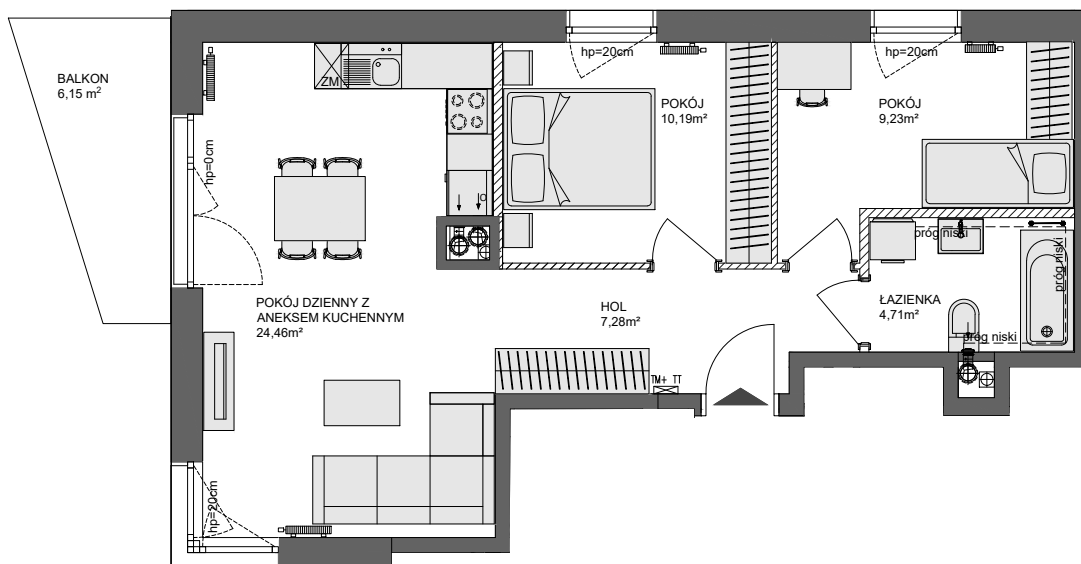 BALKON
6,15 m²
hp=0cm
ZM
hp=20cm
POKÓJ
10,19m²
hp=20cm
POKÓJ
9,23m²
próg niski
próg niski
ŁAZIENKA
4,71m²
próg niski
POKÓJ DZIENNY Z
ANEKSEM KUCHENNYM
24,46m²
HOL
7,28m²
TM+ TT
hp=20cm